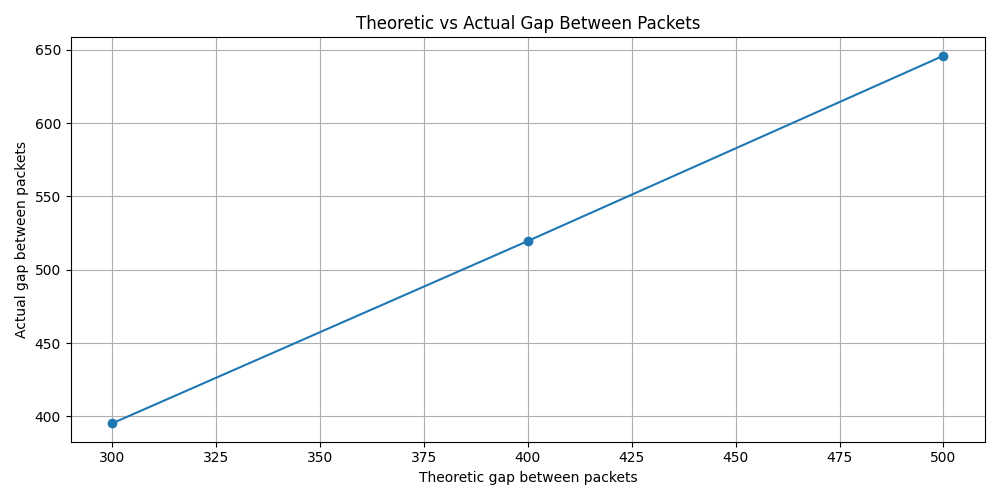 Theoretic vs Actual Gap Between Packets
Actual gap between packets
650
600
550
500
450
400
300 325 350 375 400 425 450 475 500
Theoretic gap between packets